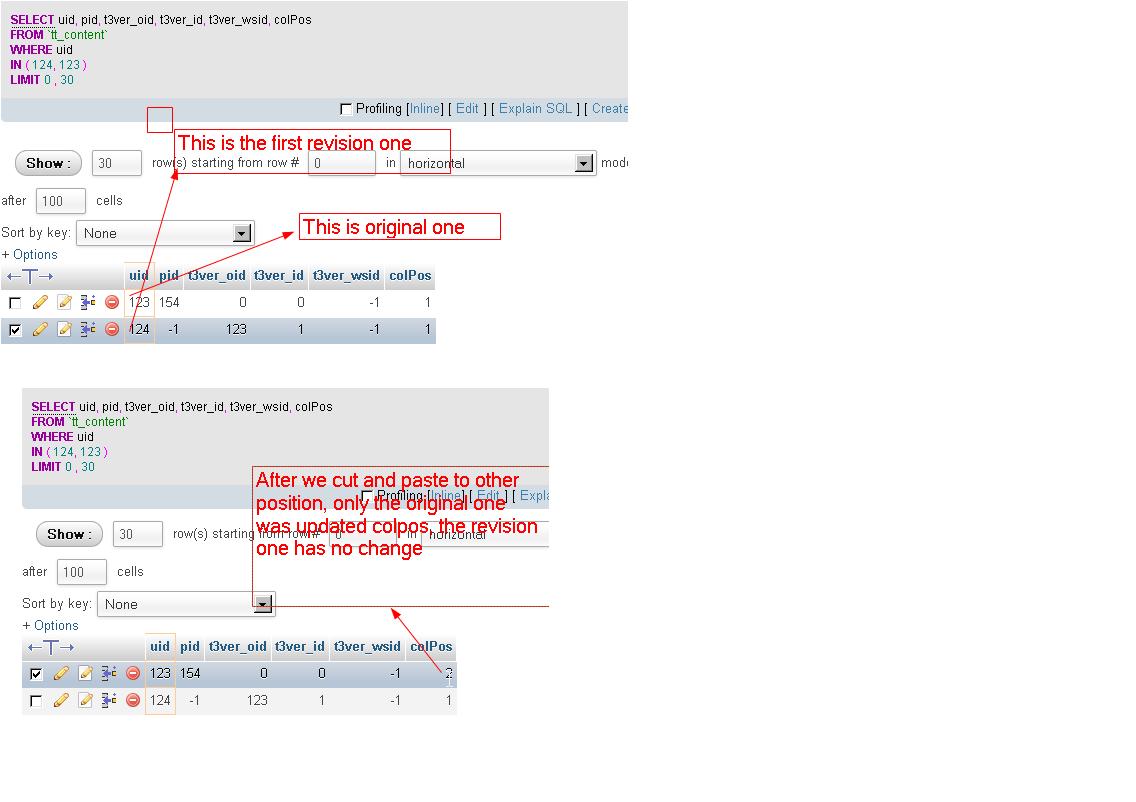 SELECT uid, pid, t3ver_oid, t3ver_id, t3ver_wsid, colPos
FROM `tt_content`
WHERE uid
IN ( 124, 123 )
LIMIT 0 , 30
Profiling [Inline] [ Edit ] [ Explain SQL ] [ Create
This is the first revision one
Show : 30 row(s) starting from row # 0 in horizontal mode
after 100 cells
This is original one
Sort by key: None
+ Options
←T→ uid pid t3ver_oid t3ver_id t3ver_wsid colPos
123 154 0 0 -1 1
124 -1 123 1 -1 1
SELECT uid, pid, t3ver_oid, t3ver_id, t3ver_wsid, colPos
FROM `tt_content`
WHERE uid
IN ( 124, 123 )
LIMIT 0 , 30
After we cut and paste to other
position, only the original one
was updated colpos, the revision
one has no change
Profiling [Inline] [ Edit ] [ Expla
Show : 30 row(s) starting from row # 0 in horizontal
after 100 cells
Sort by key: None
+ Options
←T→ uid pid t3ver_oid t3ver_id t3ver_wsid colPos
123 154 0 0 -1 2
124 -1 123 1 -1 1